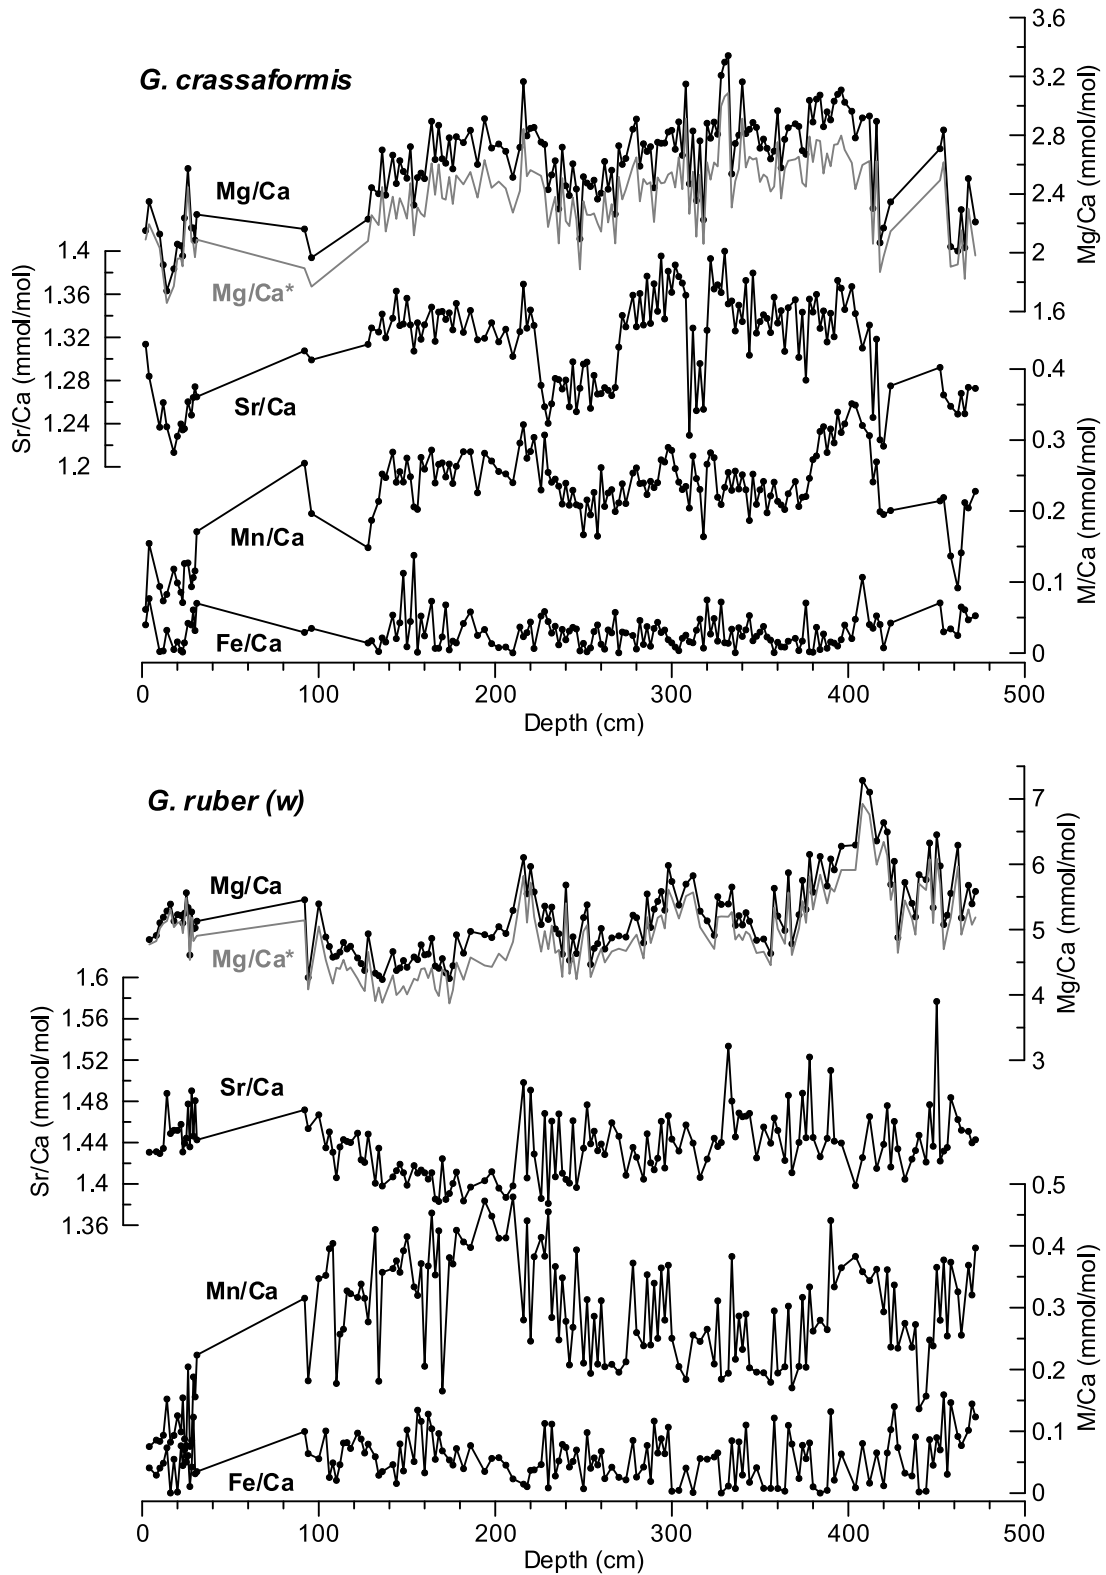 G. crassaformis
3.6
3.2
2.8
2.4
2
1.6
Mg/Ca (mmol/mol)
Mg/Ca
Mg/Ca*
1.4
1.36
1.32
1.28
1.24
1.2
Sr/Ca (mmol/mol)
Sr/Ca
0.4
0.3
0.2
0.1
0
M/Ca (mmol/mol)
Mn/Ca
Fe/Ca
0 100 200 300 400 500
Depth (cm)
G. ruber (w)
7
6
5
4
3
Mg/Ca (mmol/mol)
Mg/Ca
Mg/Ca*
1.6
1.56
1.52
1.48
1.44
1.4
1.36
Sr/Ca (mmol/mol)
Sr/Ca
0.5
0.4
0.3
0.2
0.1
0
M/Ca (mmol/mol)
Mn/Ca
Fe/Ca
0 100 200 300 400 500
Depth (cm)